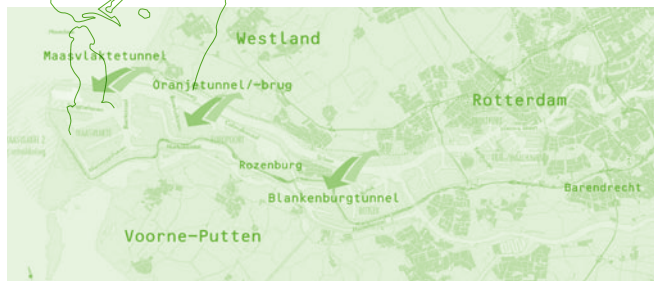 Westland
Maasvlaktetunnel
Oranjetunnel/-brug
Rotterdam
Rozenburg
Barendrecht
Blankenburgtunnel
Voorne-Putten